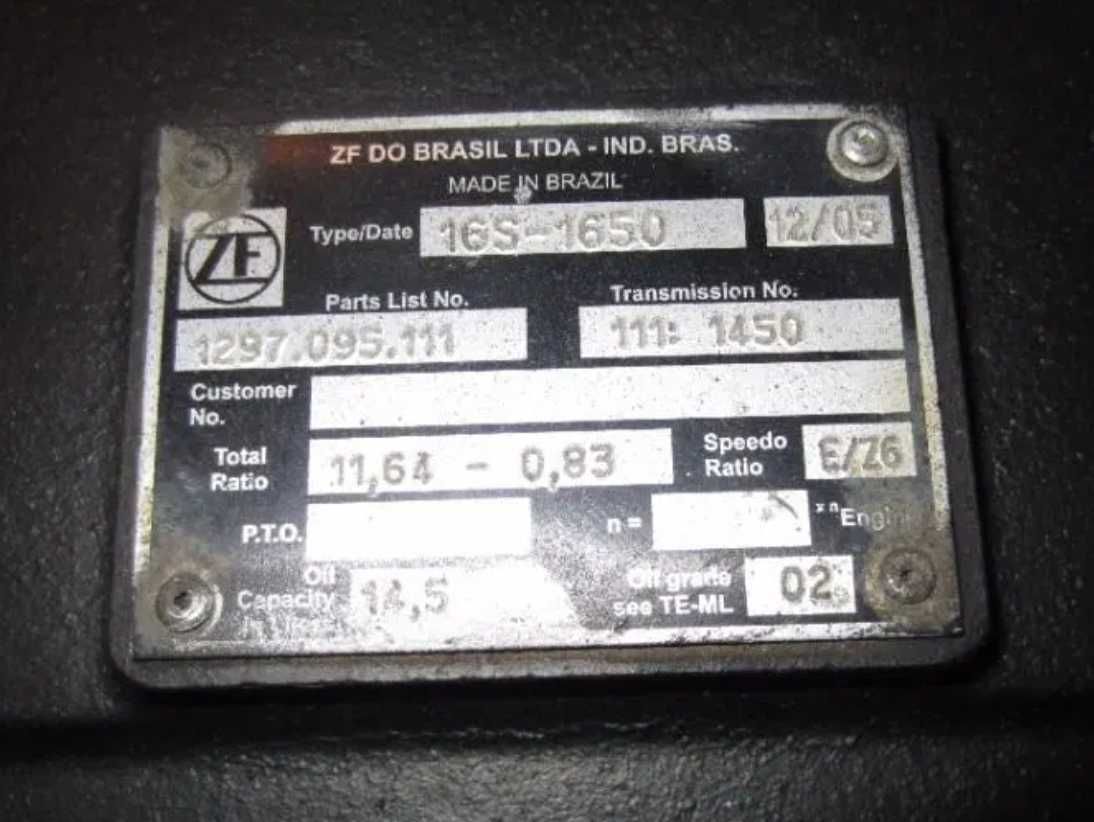 ZF DO BRASIL LTDA - IND. BRAS.
MADE IN BRAZIL
ZF
Type/Date 16S-1650 12/05
Parts List No. Transmission No.
1297.095.111 111: 1450
Customer
No.
Total
Ratio 11,64 - 0,83 Speedo
Ratio E/Z6
P.T.O. n = x n Engin
Oil
Capacity 14,5 Oil grade
see TE-ML 02